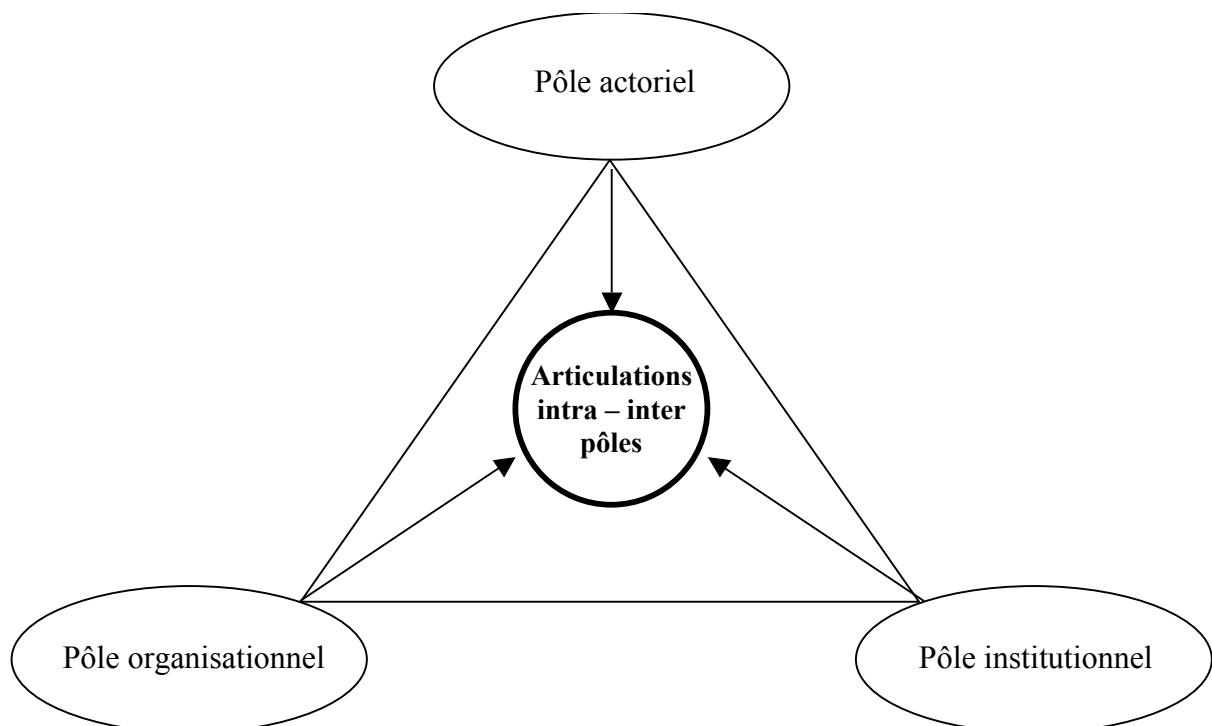 Pôle actoriel
Articulations
intra – inter
pôles
Pôle organisationnel
Pôle institutionnel